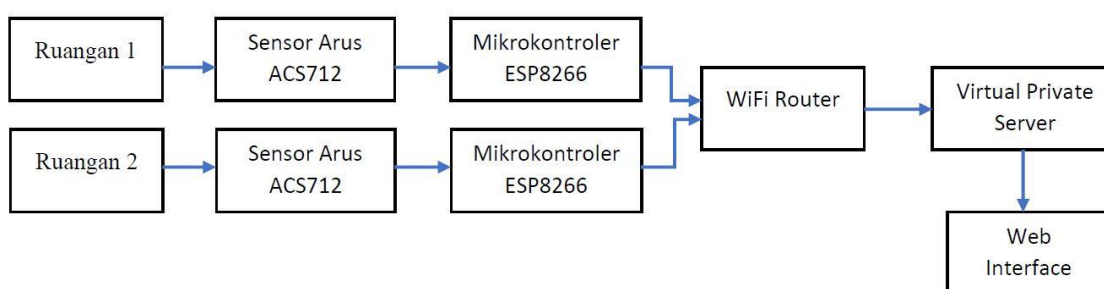 Ruangan 1
Sensor Arus
ACS712
Mikrokontroler
ESP8266
WiFi Router
Virtual Private
Server
Ruangan 2
Sensor Arus
ACS712
Mikrokontroler
ESP8266
Web
Interface